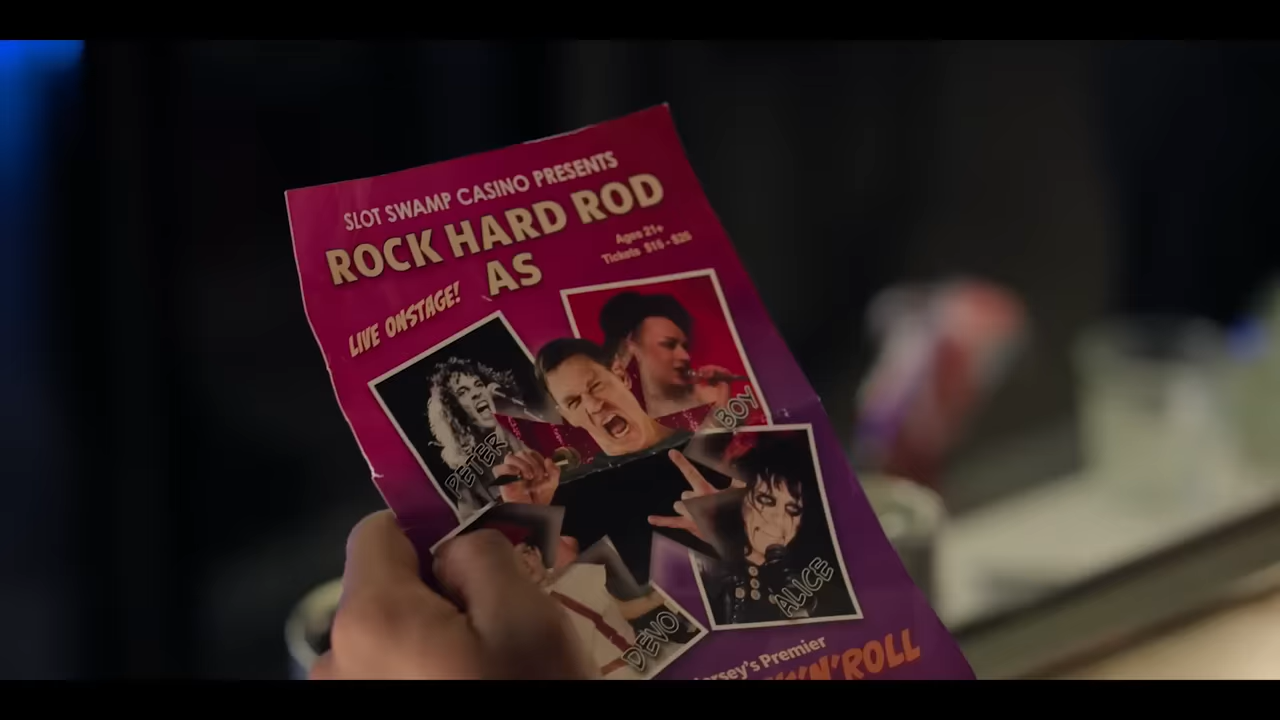 SLOT SWAMP CASINO PRESENTS
ROCK HARD ROD
AS
Ages 21+
Tickets $15 - $25
LIVE ONSTAGE!
PETER
BOY
ALICE
DEVO
Jersey's Premier
'N'ROLL